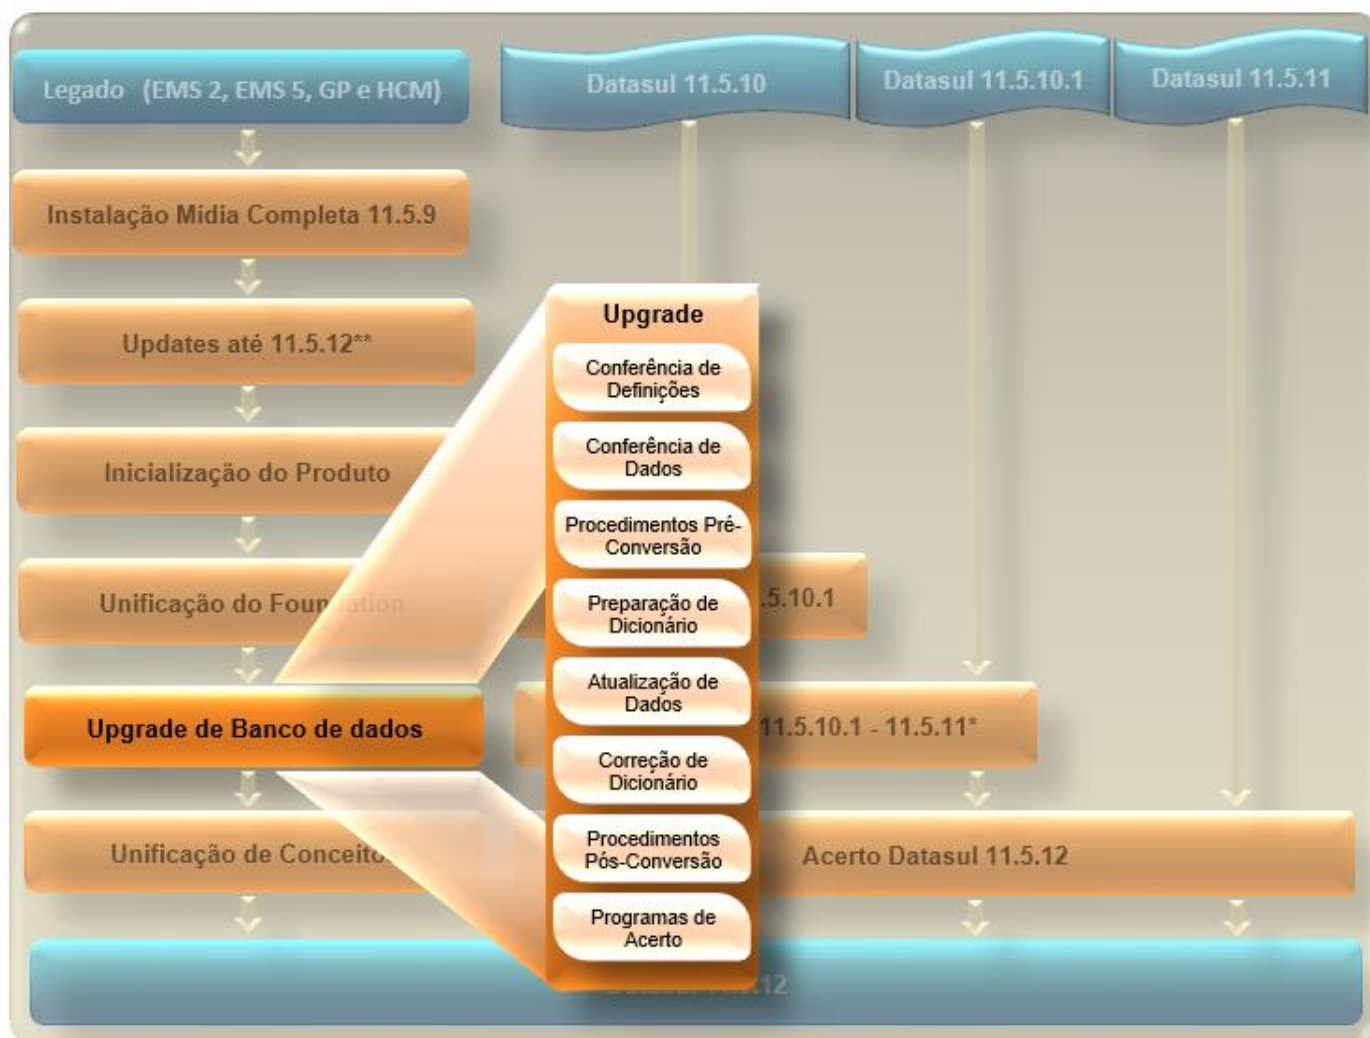 Legado (EMS 2, EMS 5, GP e HCM)
Datasul 11.5.10
Datasul 11.5.10.1
Datasul 11.5.11
Instalação Mídia Completa 11.5.9
Updates até 11.5.12**
Inicialização do Produto
Unificação do Foundation
Upgrade de Banco de dados
Unificação de Conceito
Upgrade
Conferência de
Definições
Conferência de
Dados
Procedimentos Pré-
Conversão
Preparação de
Dicionário
Atualização de
Dados
Correção de
Dicionário
Procedimentos
Pós-Conversão
Programas de
Acerto
.5.10.1
11.5.10.1 - 11.5.11*
Acerto Datasul 11.5.12
12